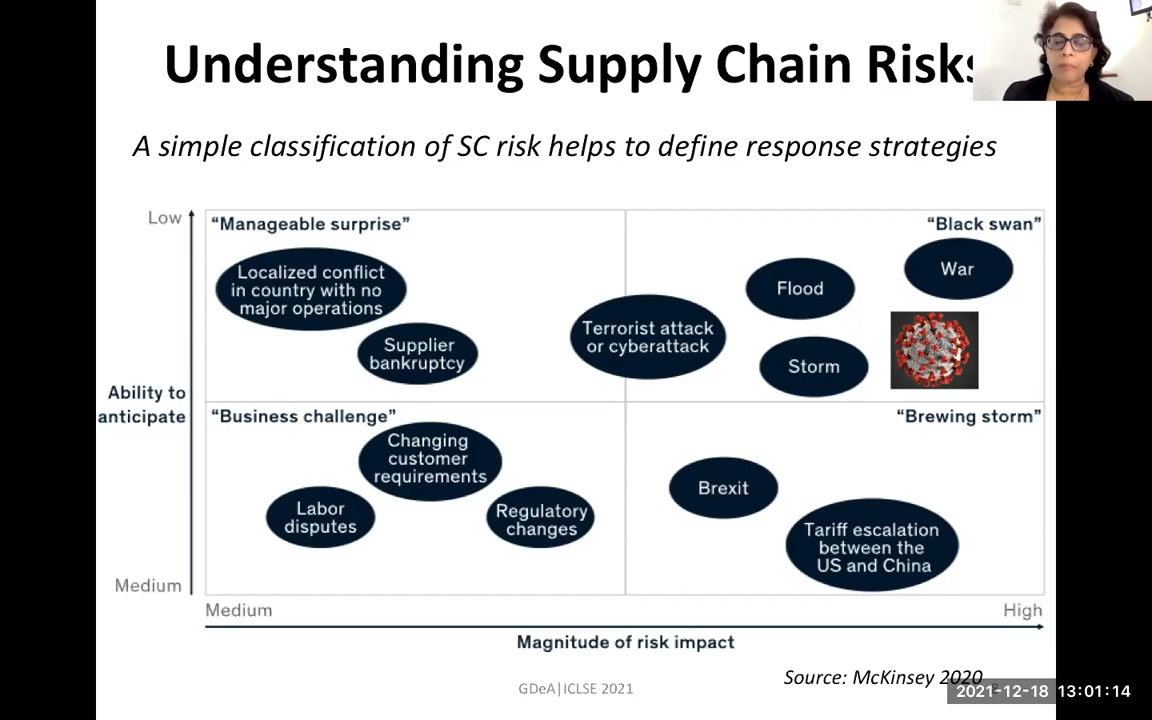 Understanding Supply Chain Risks
A simple classification of SC risk helps to define response strategies
Low
“Manageable surprise”
“Black swan”
Localized conflict
in country with no
major operations
Supplier
bankruptcy
Terrorist attack
or cyberattack
Flood
Storm
War
Ability to
anticipate
“Business challenge”
“Brewing storm”
Changing
customer
requirements
Labor
disputes
Regulatory
changes
Brexit
Tariff escalation
between the
US and China
Medium
Medium
High
Magnitude of risk impact
Source: McKinsey 2020
GDeA|ICLSE 2021
2021-12-18 13:01:14